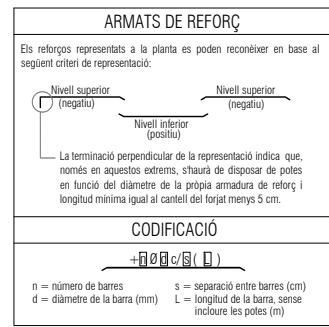 ARMATS DE REFORÇ
Els reforços representats a la planta es poden reconèixer en base al
següent criteri de representació:
Nivell superior
(negatiu)
Nivell superior
(negatiu)
Nivell inferior
(positiu)
La terminació perpendicular de la representació indica que,
només en aquestos extrems, s'haurà de disposar de potes
en funció del diàmetre de la pròpia armadura de reforç i
longitud mínima igual al cantell del forjat menys 5 cm.
CODIFICACIÓ
+n Ø d c/s ( L )
n = número de barres
d = diàmetre de la barra (mm)
s = separació entre barres (cm)
L = longitud de la barra, sense
incloure les potes (m)